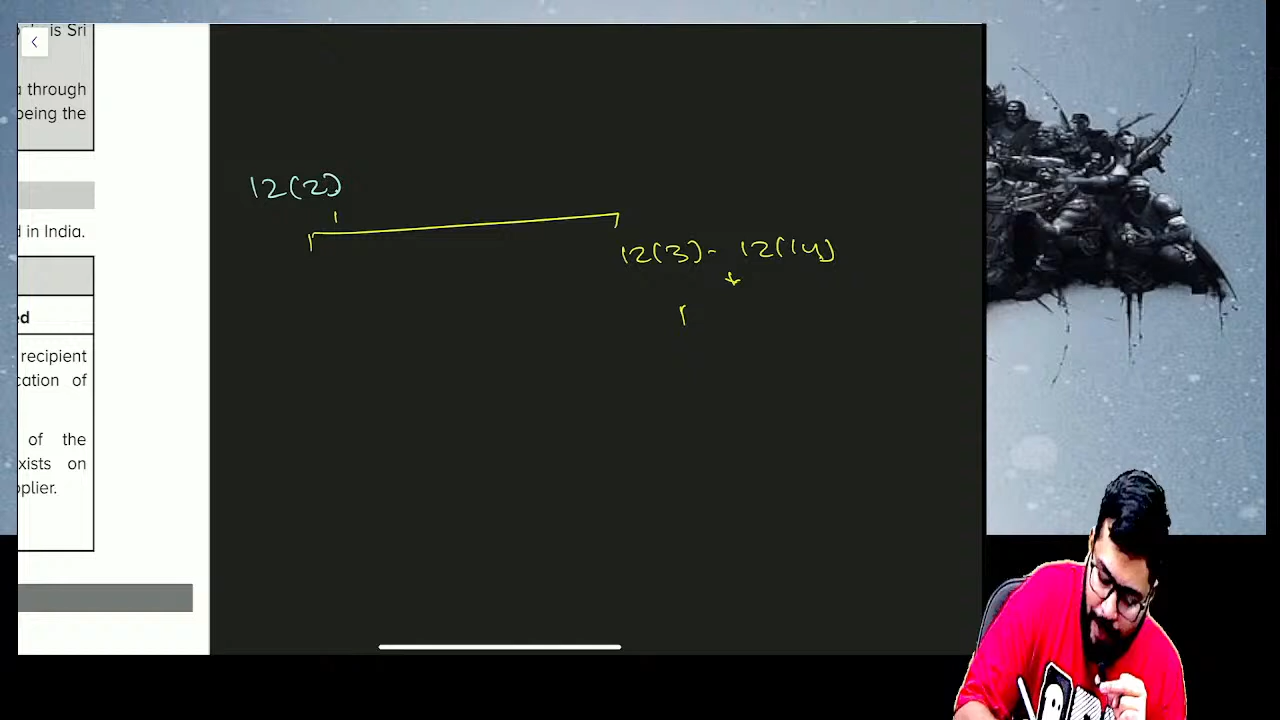 is Sri
a through
being the
d in India.
ed
recipient
cation of
of the
xists on
plier.
12(2)
12(3) - 12(14)